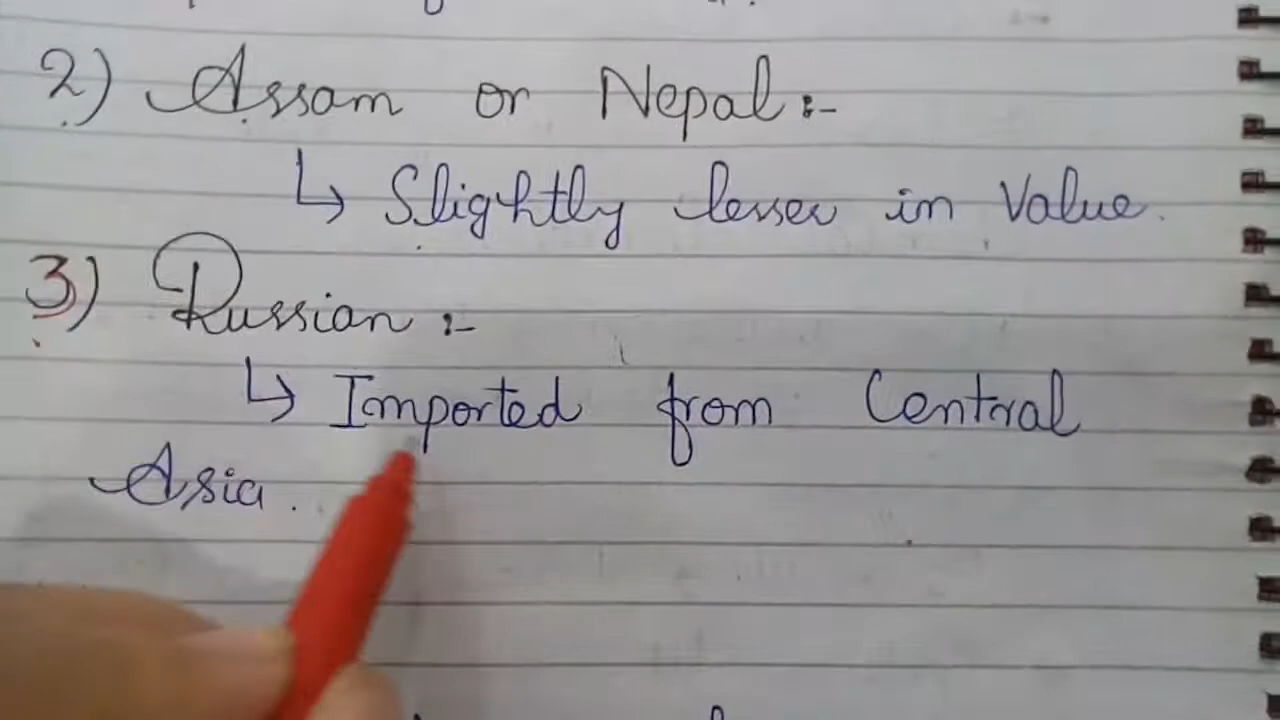 2) Assam or Nepal :-
↳ Slightly lesser in Value.
3) Russian :-
↳ Imported from Central
Asia.